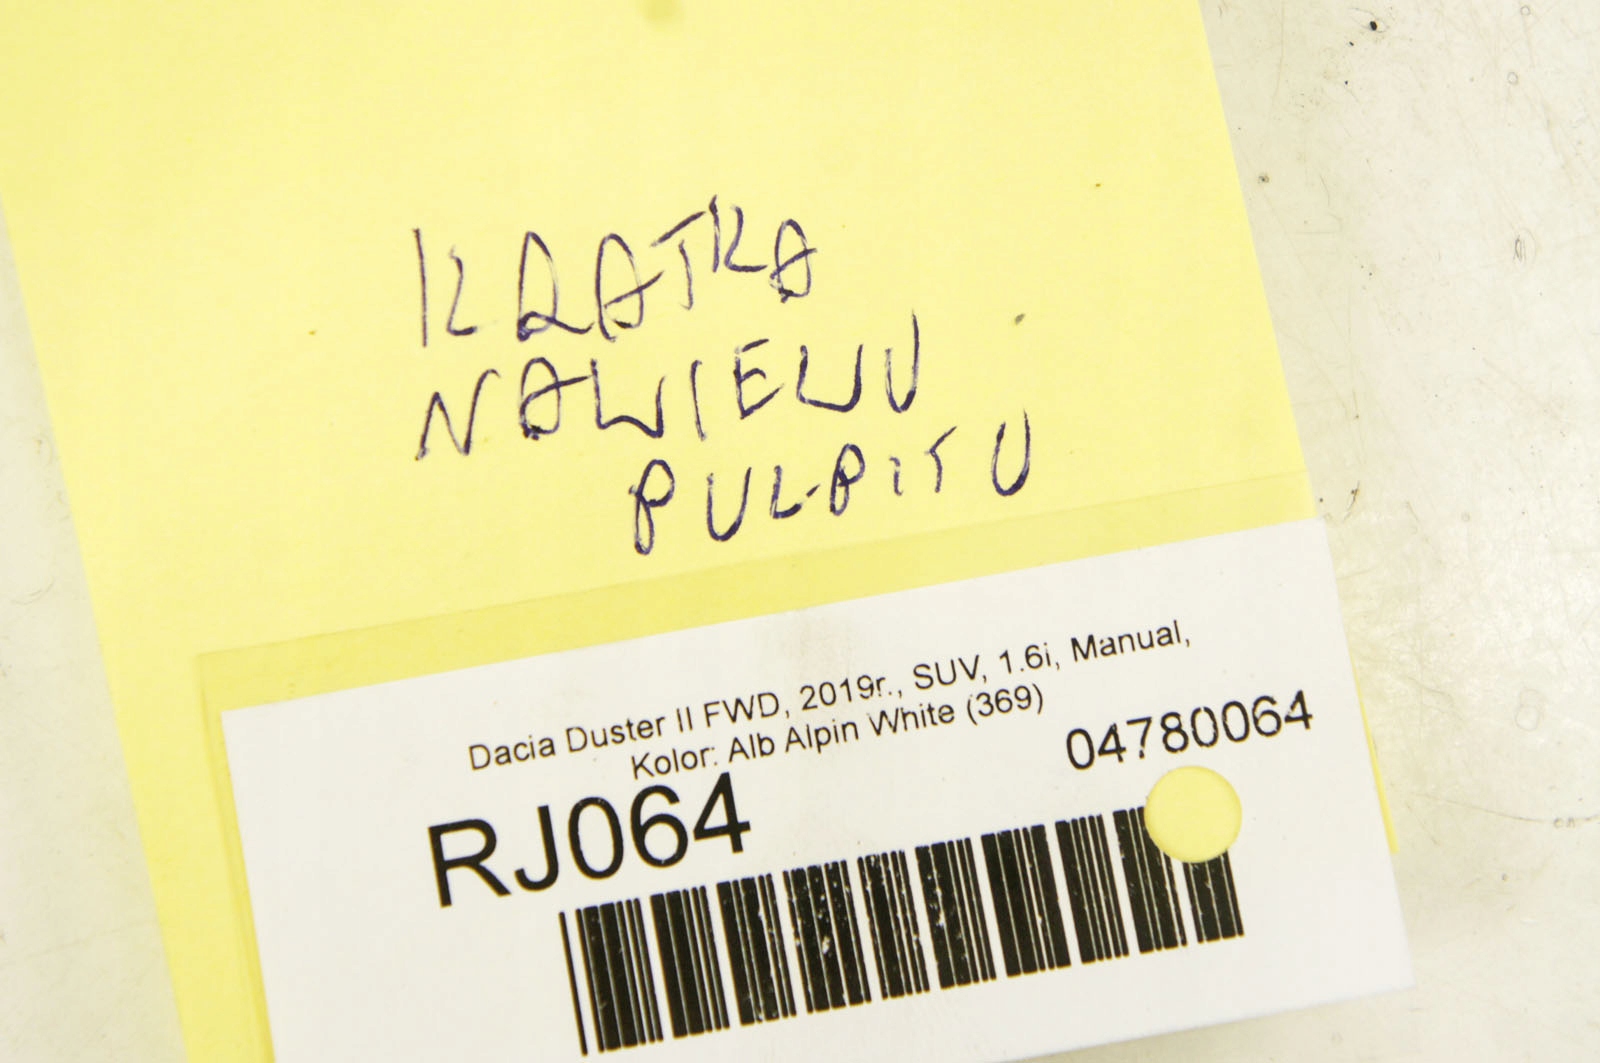 KRATKA
NAWIEWU
PULPITU
Dacia Duster II FWD, 2019r., SUV, 1.6i, Manual,
Kolor: Alb Alpin White (369)
04780064
RJ064